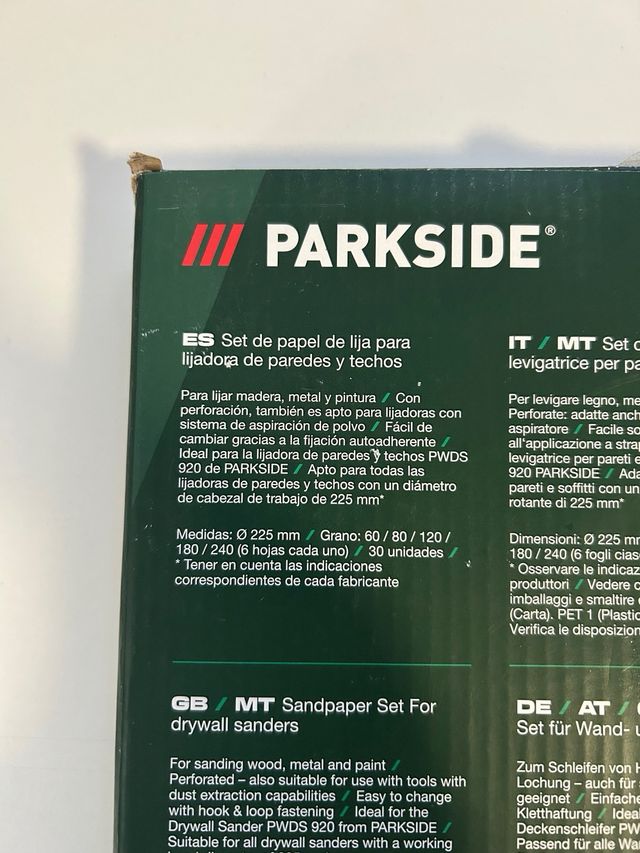 /// PARKSIDE®
ES Set de papel de lija para
lijadora de paredes y techos
Para lijar madera, metal y pintura / Con
perforación, también es apto para lijadoras con
sistema de aspiración de polvo / Fácil de
cambiar gracias a la fijación autoadherente /
Ideal para la lijadora de paredes y techos PWDS
920 de PARKSIDE / Apto para todas las
lijadoras de paredes y techos con un diámetro
de cabezal de trabajo de 225 mm*
Medidas: Ø 225 mm / Grano: 60 / 80 / 120 /
180 / 240 (6 hojas cada uno) / 30 unidades /
* Tener en cuenta las indicaciones
correspondientes de cada fabricante
IT / MT Set
levigatrice per
Per levigare legno,
Perforate: adatte
aspiratore / Facile
all'applicazione a
levigatrice per pareti
920 PARKSIDE /
pareti e soffitti con
rotante di 225 mm*
Dimensioni: Ø 225
180 / 240 (6 fogli
* Osservare le
produttori / Vedere
imballaggi e smaltire
(Carta). PET 1
Verifica le
GB / MT Sandpaper Set For
drywall sanders
For sanding wood, metal and paint /
Perforated – also suitable for use with tools with
dust extraction capabilities / Easy to change
with hook & loop fastening / Ideal for the
Drywall Sander PWDS 920 from PARKSIDE /
Suitable for all drywall sanders with a working
DE / AT /
Set für Wand-
Zum Schleifen von
Lochung – auch für
geeignet /
Kletthaftung /
Deckenschleifer
Passend für alle